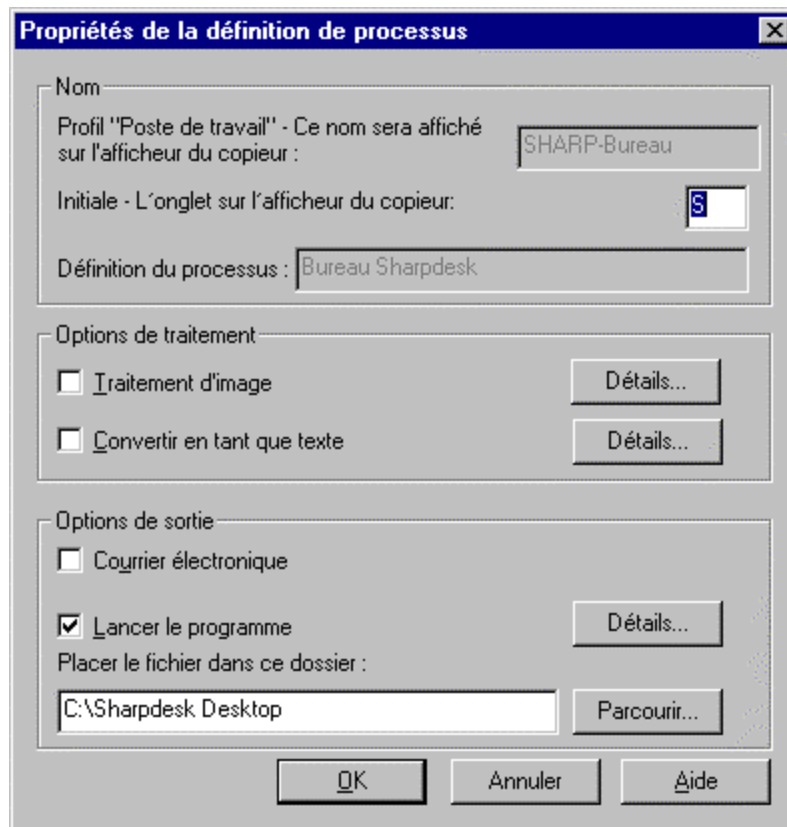 Propriétés de la définition de processus
Nom
Profil "Poste de travail" - Ce nom sera affiché
sur l'afficheur du copieur :
SHARP-Bureau
Initiale - L´onglet sur l´afficheur du copieur:
S
Définition du processus :
Bureau Sharpdesk
Options de traitement
Traitement d'image
Détails...
Convertir en tant que texte
Détails...
Options de sortie
Courrier électronique
Lancer le programme
Détails...
Placer le fichier dans ce dossier :
C:\Sharpdesk Desktop
Parcourir...
OK
Annuler
Aide